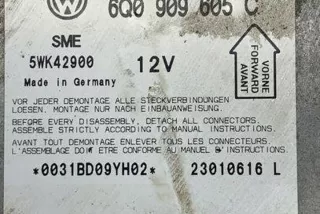 6Q0 909 605 C
SME
5WK42900 12V
Made in Germany
VORNE
FORWARD
AVANT
VOR JEDER DEMONTAGE ALLE STECKVERBINDUNGEN
LOESEN. MONTAGE NUR NACH EINBAUANWEISUNG.
BEFORE EVERY DISASSEMBLY, DETACH ALL CONNECTORS.
ASSEMBLE STRICTLY ACCORDING TO MANUAL INSTRUCTIONS.
AVANT TOUT DEMONTAGE ENLEVER TOUS LES CONNECTEURS.
L'ASSEMBLAGE DOIT ETRE CONFORME AU MANUEL D'INSTRUCTIONS.
*0031BD09YH02* 23010616 L